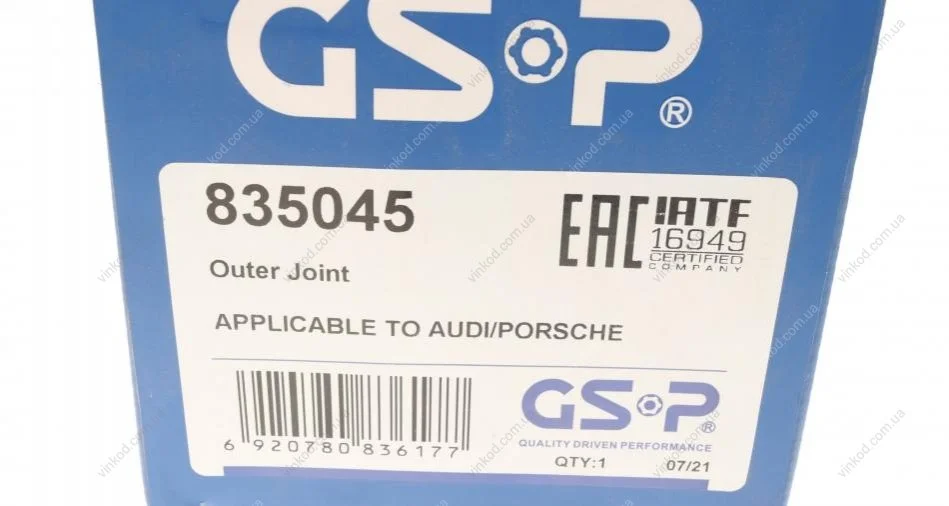 GSP®
835045
Outer Joint
APPLICABLE TO AUDI/PORSCHE
EAC
IATF
16949
CERTIFIED
COMPANY
6 920780 836177
GSP®
QUALITY DRIVEN PERFORMANCE
QTY:1 07/21
vinkod.com.ua